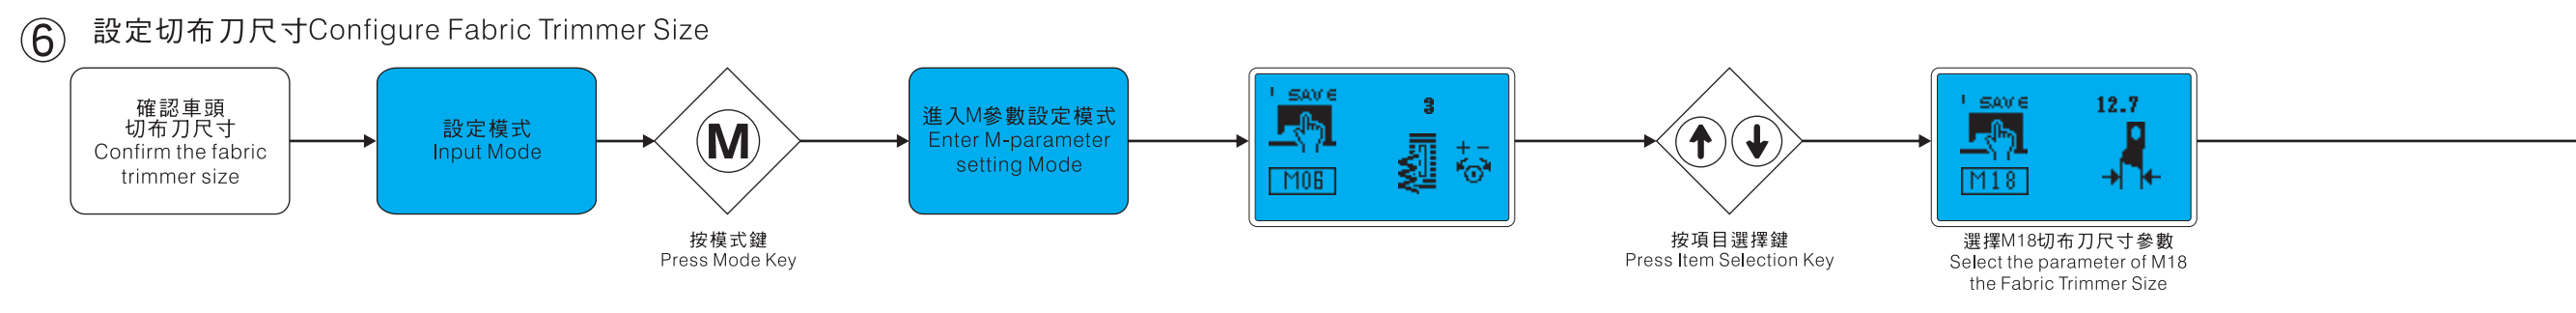 ⑥ 設定切布刀尺寸Configure Fabric Trimmer Size
確認車頭
切布刀尺寸
Confirm the fabric
trimmer size
設定模式
Input Mode
M
按模式鍵
Press Mode Key
進入M參數設定模式
Enter M-parameter
setting Mode
SAVE
3
+ −
M06
↑ ↓
按項目選擇鍵
Press Item Selection Key
SAVE
12.7
M18
選擇M18切布刀尺寸參數
Select the parameter of M18
the Fabric Trimmer Size